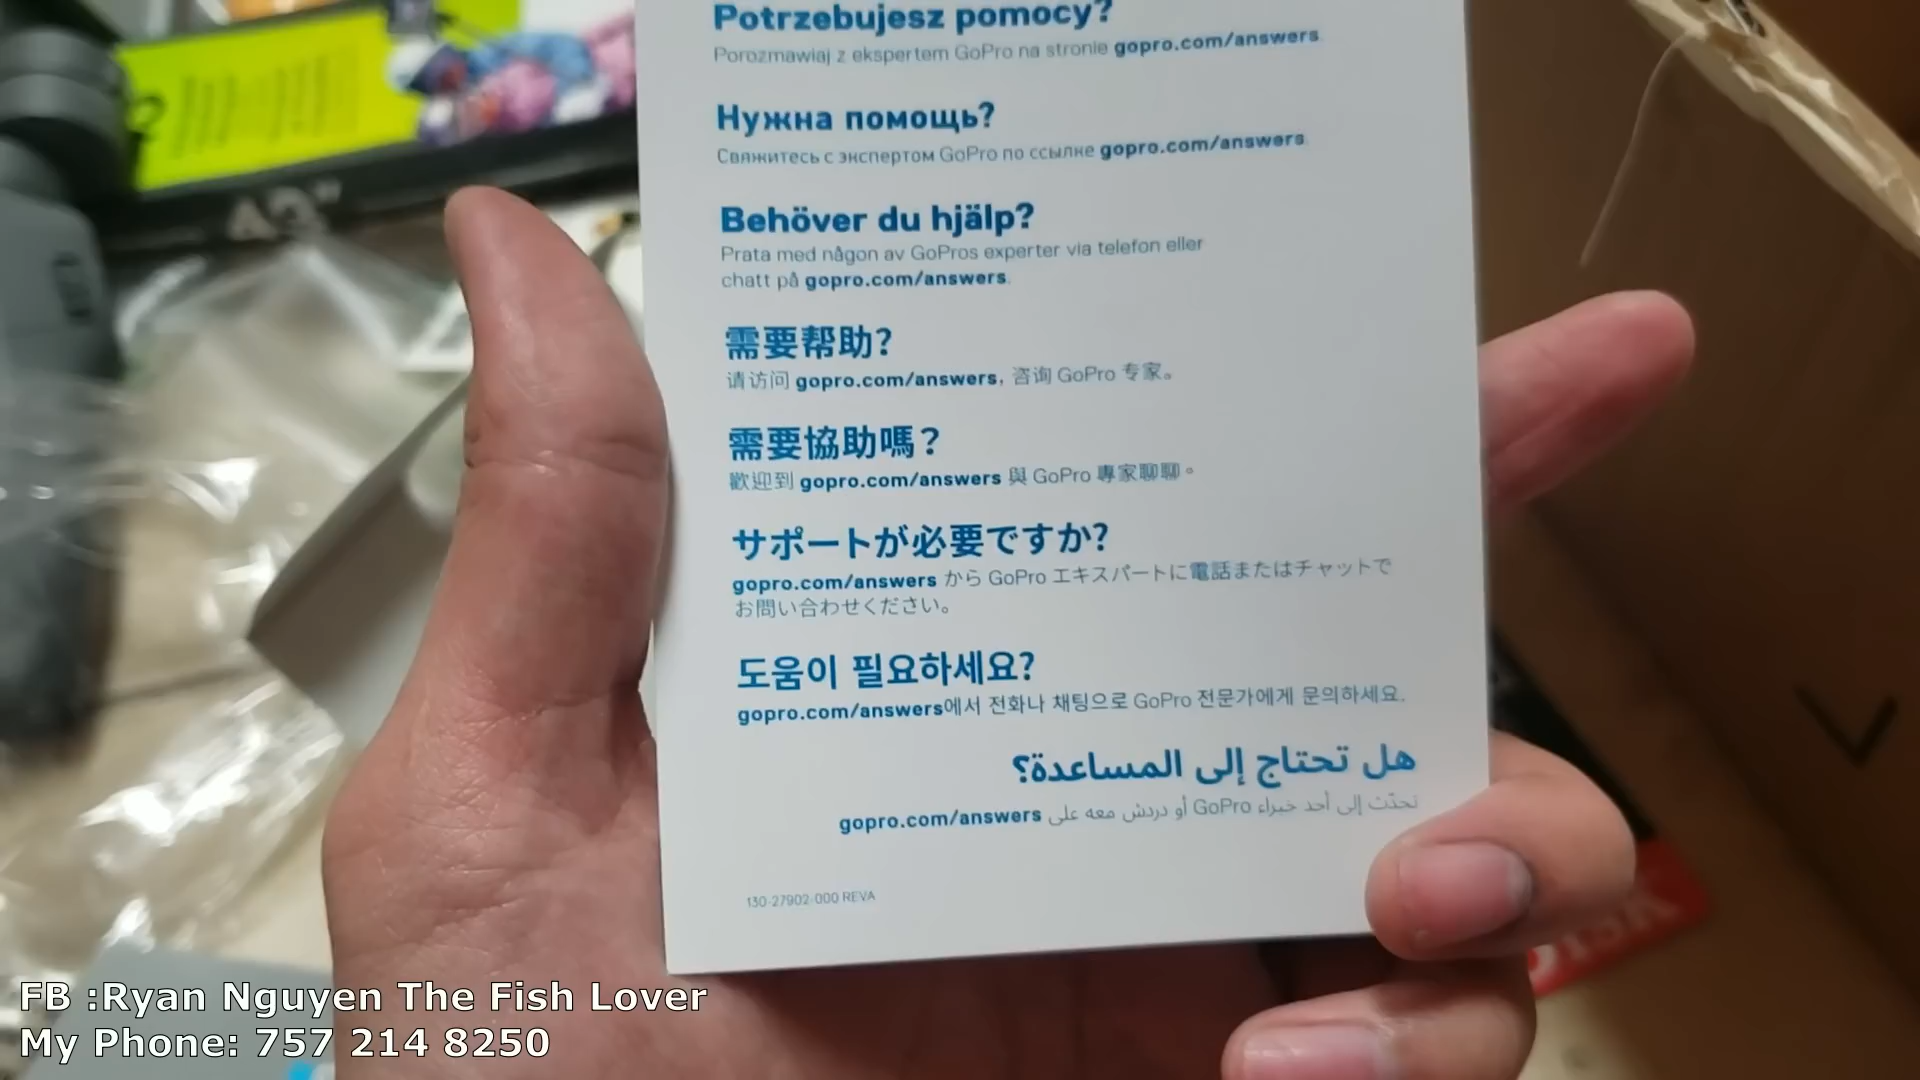 Potrzebujesz pomocy?
Porozmawiaj z ekspertem GoPro na stronie gopro.com/answers.
Нужна помощь?
Свяжитесь с экспертом GoPro по ссылке gopro.com/answers.
Behöver du hjälp?
Prata med någon av GoPros experter via telefon eller
chatt på gopro.com/answers.
需要帮助?
请访问 gopro.com/answers, 咨询 GoPro 专家。
需要協助嗎？
歡迎到 gopro.com/answers 與 GoPro 專家聊聊。
サポートが必要ですか?
gopro.com/answers から GoPro エキスパートに電話またはチャットで
お問い合わせください。
도움이 필요하세요?
gopro.com/answers에서 전화나 채팅으로 GoPro 전문가에게 문의하세요.
هل تحتاج إلى المساعدة؟
تحدّث إلى أحد خبراء GoPro أو دردش معه على gopro.com/answers
130-27902-000 REVA
43"
FB :Ryan Nguyen The Fish Lover
My Phone: 757 214 8250